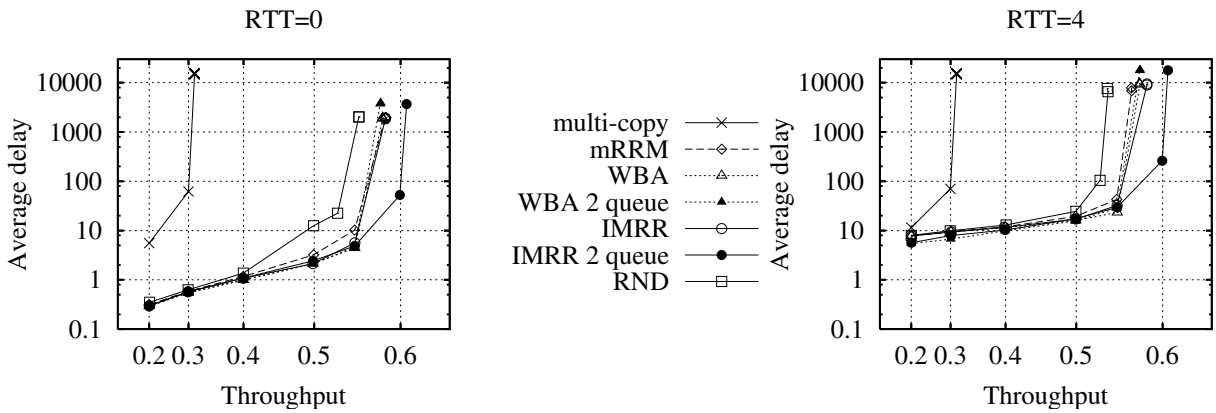 RTT=0
10000
1000
100
10
1
0.1
Average delay
0.2 0.3 0.4 0.5 0.6
Throughput
multi-copy
mRRM
WBA
WBA 2 queue
IMRR
IMRR 2 queue
RND
RTT=4
10000
1000
100
10
1
0.1
Average delay
0.2 0.3 0.4 0.5 0.6
Throughput